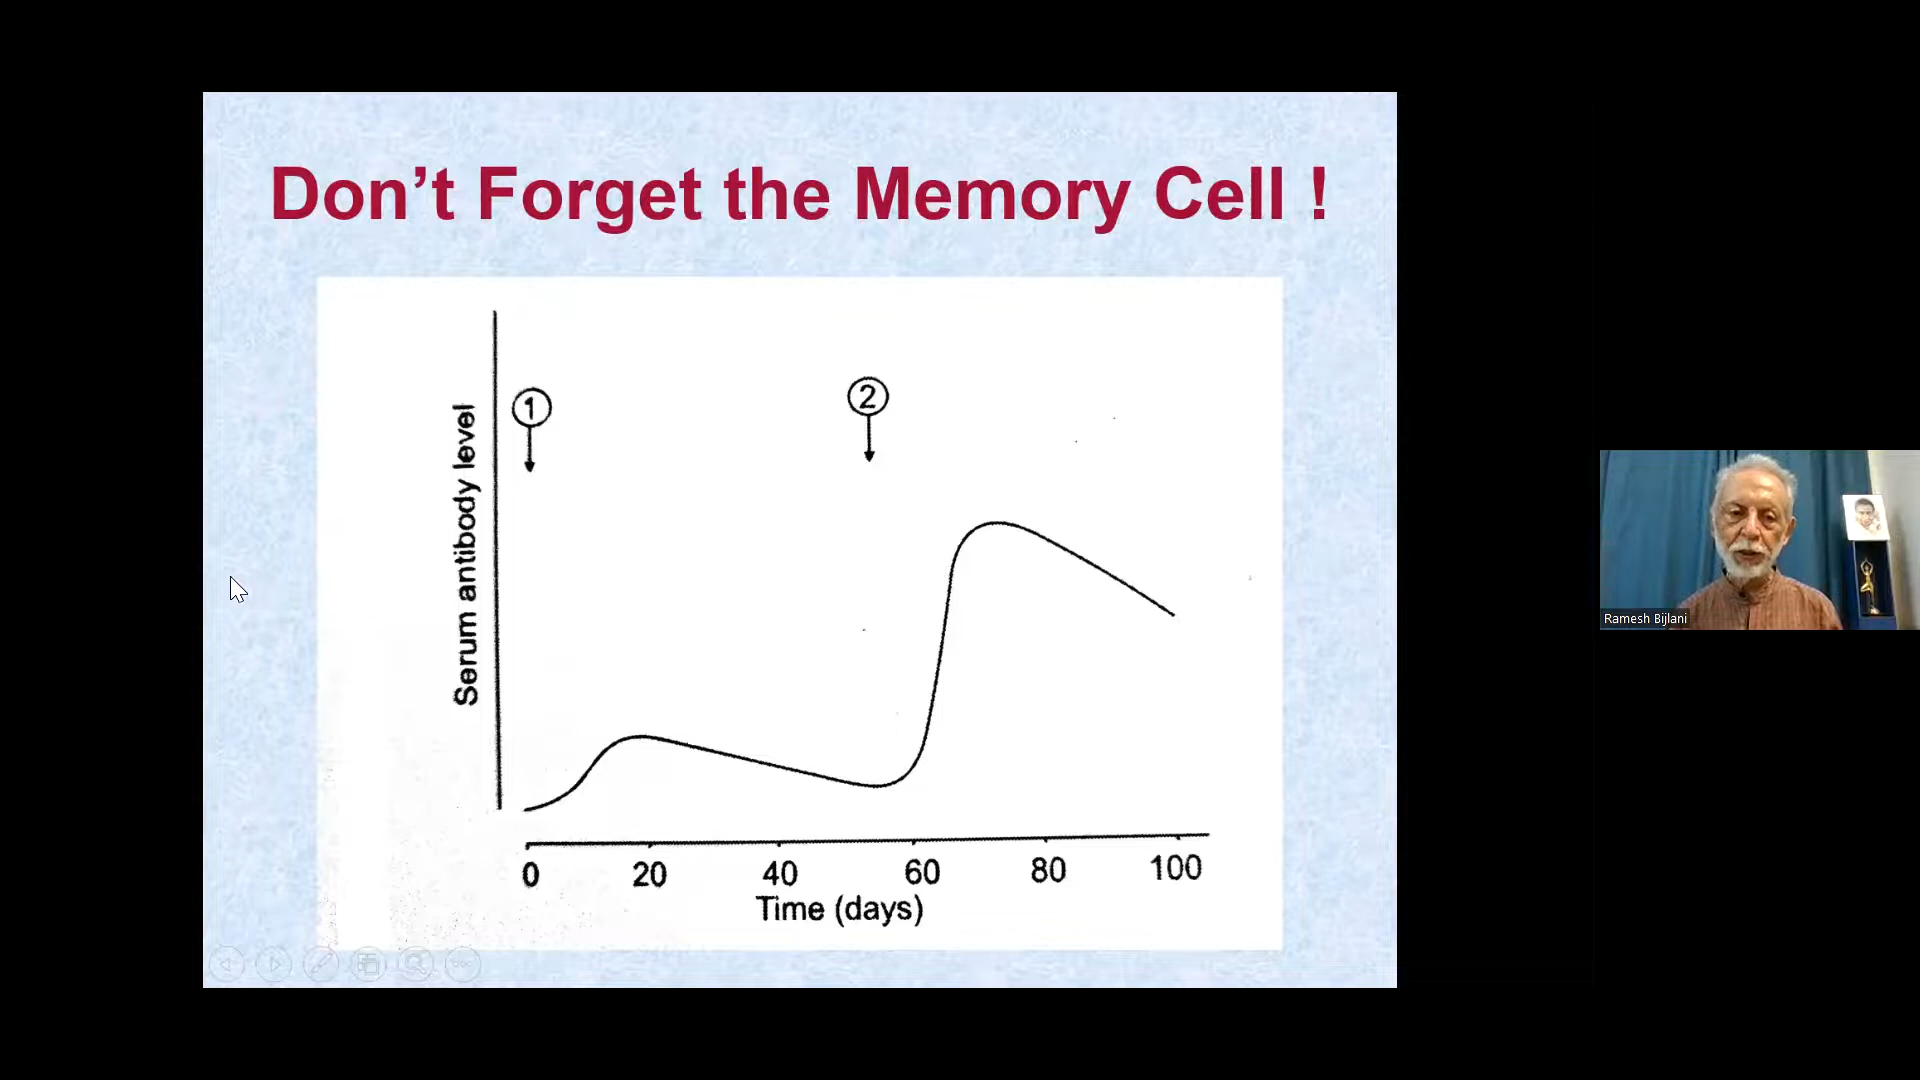 Don't Forget the Memory Cell !
1
2
Serum antibody level
0 20 40 60 80 100
Time (days)
Ramesh Bijlani